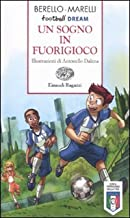 BERELLO · MARELLI
football DREAM
UN SOGNO
IN FUORIGIOCO
Illustrazioni di Antonello Dalena
Einaudi Ragazzi